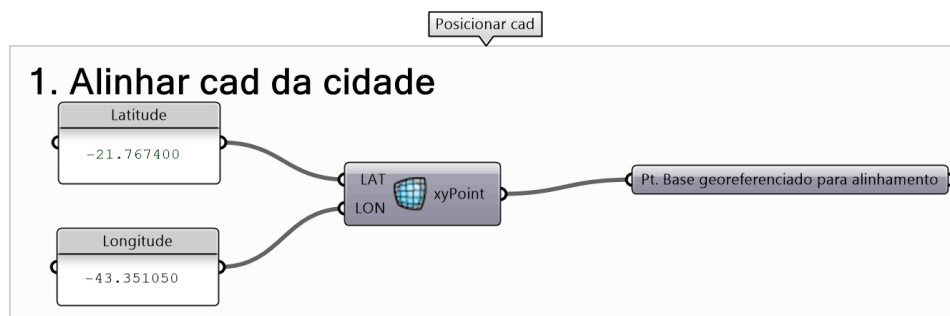 Posicionar cad
1. Alinhar cad da cidade
Latitude
-21.767400
LAT
LON
xyPoint
Pt. Base georeferenciado para alinhamento
Longitude
-43.351050